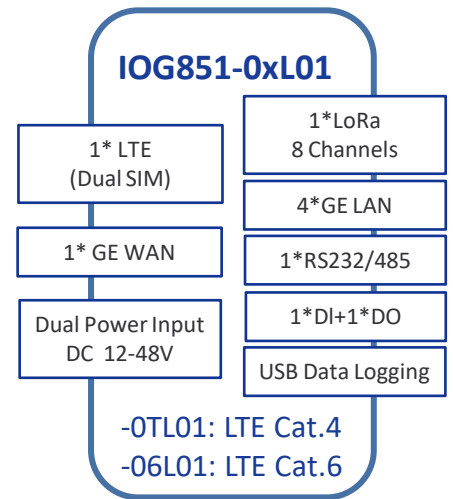 IOG851-0xL01
1* LTE
(Dual SIM)
1* GE WAN
Dual Power Input
DC 12-48V
1*LoRa
8 Channels
4*GE LAN
1*RS232/485
1*DI+1*DO
USB Data Logging
-0TL01: LTE Cat.4
-06L01: LTE Cat.6